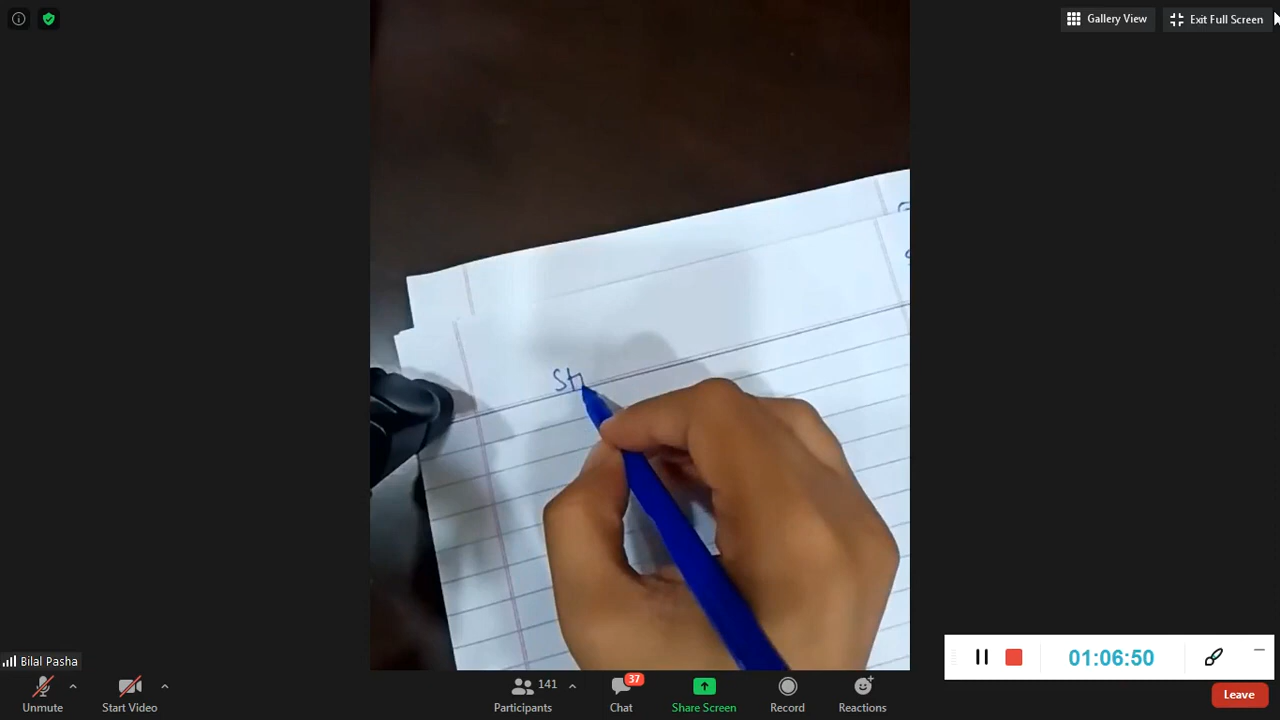 Gallery View
Exit Full Screen
St
Bilal Pasha
01:06:50
Unmute
Start Video
141
Participants
37
Chat
Share Screen
Record
Reactions
Leave